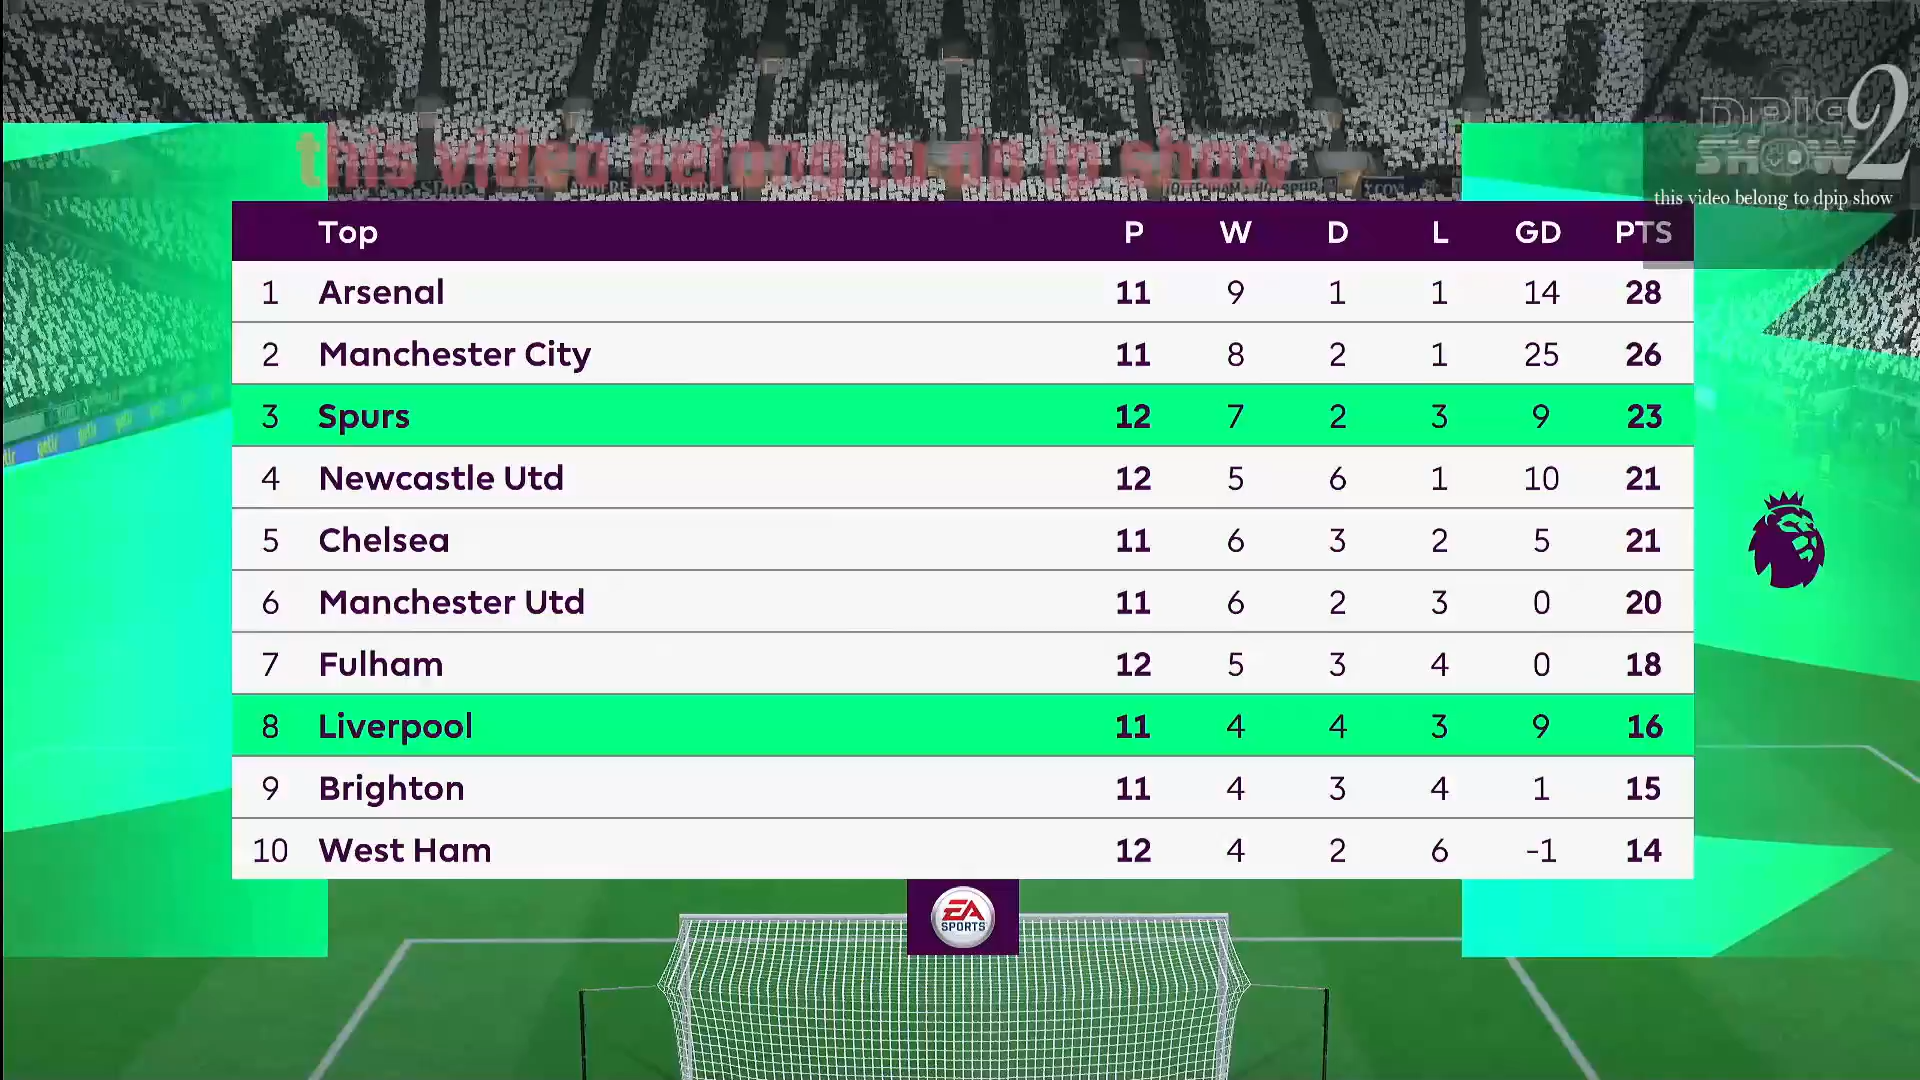 TO DARE IS
DPIP
SHOW 2
this video belong to dp ip show
this video belong to dpip show
Top P W D L GD PTS
1 Arsenal 11 9 1 1 14 28
2 Manchester City 11 8 2 1 25 26
3 Spurs 12 7 2 3 9 23
4 Newcastle Utd 12 5 6 1 10 21
5 Chelsea 11 6 3 2 5 21
6 Manchester Utd 11 6 2 3 0 20
7 Fulham 12 5 3 4 0 18
8 Liverpool 11 4 4 3 9 16
9 Brighton 11 4 3 4 1 15
10 West Ham 12 4 2 6 -1 14
getir getir
EA
SPORTS